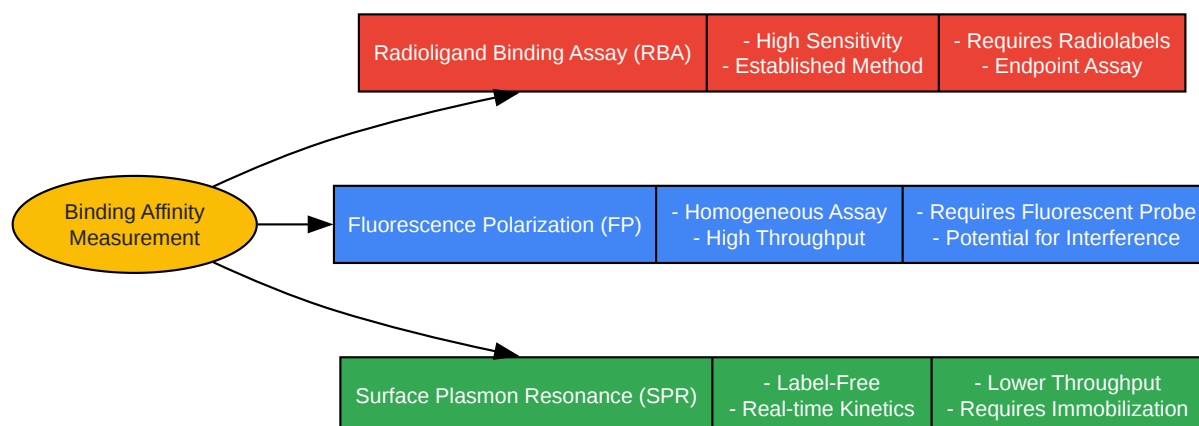 Radioligand Binding Assay (RBA)
- High Sensitivity
- Established Method
- Requires Radiolabels
- Endpoint Assay
Binding Affinity
Measurement
Fluorescence Polarization (FP)
- Homogeneous Assay
- High Throughput
- Requires Fluorescent Probe
- Potential for Interference
Surface Plasmon Resonance (SPR)
- Label-Free
- Real-time Kinetics
- Lower Throughput
- Requires Immobilization